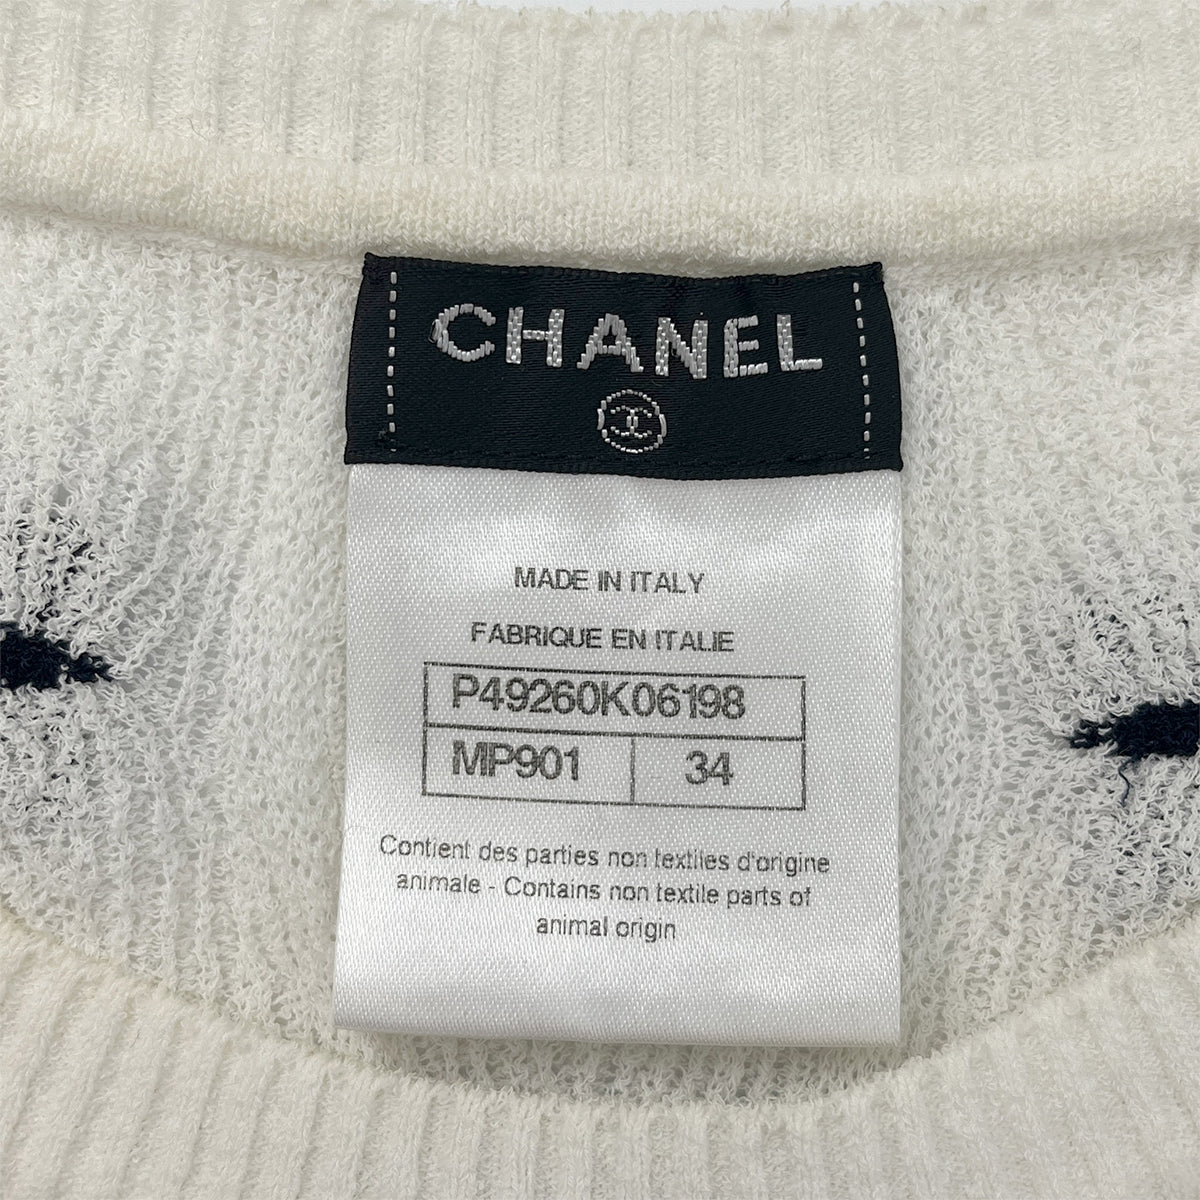 CHANEL
MADE IN ITALY
FABRIQUE EN ITALIE
P49260K06198
MP901 34
Contient des parties non textiles d'origine
animale - Contains non textile parts of
animal origin